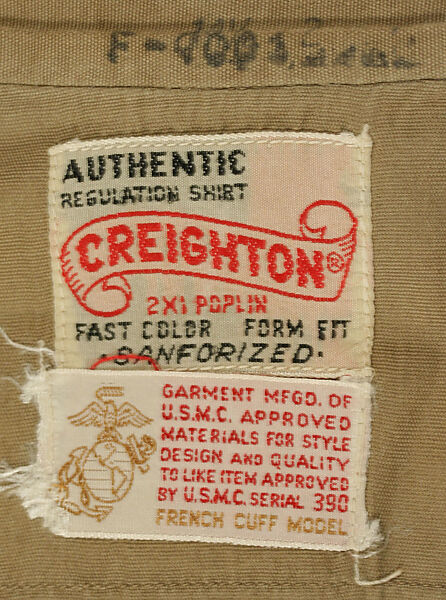 AUTHENTIC
REGULATION SHIRT
CREIGHTON®
2X1 POPLIN
FAST COLOR FORM FIT
·SANFORIZED·
GARMENT MFGD. OF
U.S.M.C. APPROVED
MATERIALS FOR STYLE
DESIGN AND QUALITY
TO LIKE ITEM APPROVED
BY U.S.M.C. SERIAL 390
FRENCH CUFF MODEL